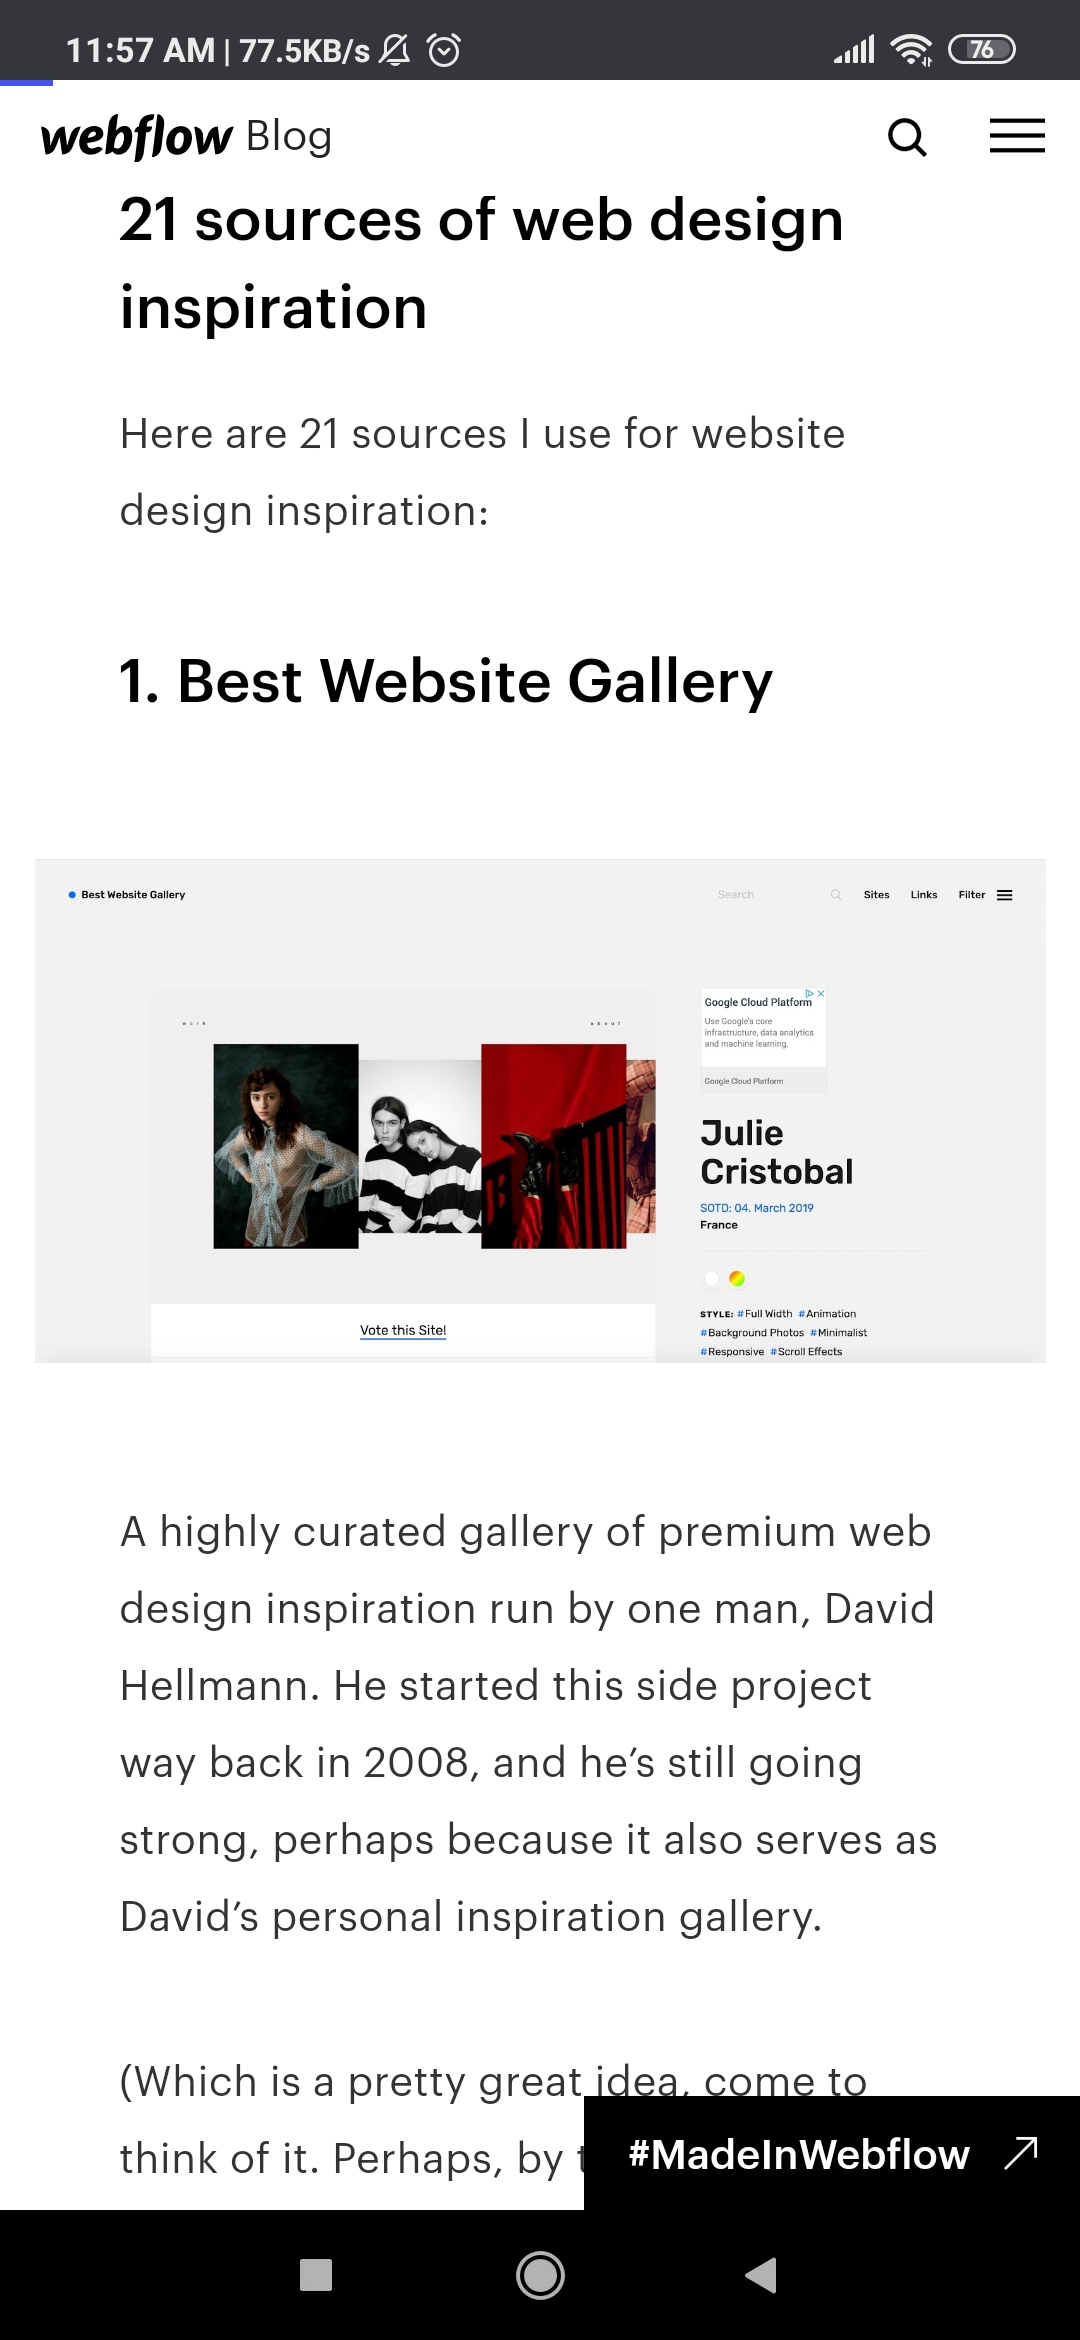 11:57 AM | 77.5KB/s
76
webflow Blog
21 sources of web design
inspiration
Here are 21 sources I use for website
design inspiration:
1. Best Website Gallery
Best Website Gallery
Search
Sites Links Filter
work
about
Google Cloud Platform
Use Google's core
infrastructure, data analytics
and machine learning.
Google Cloud Platform
Julie
Cristobal
SOTD: 04. March 2019
France
STYLE: #Full Width #Animation
#Background Photos #Minimalist
#Responsive #Scroll Effects
Vote this Site!
A highly curated gallery of premium web
design inspiration run by one man, David
Hellmann. He started this side project
way back in 2008, and he’s still going
strong, perhaps because it also serves as
David’s personal inspiration gallery.
(Which is a pretty great idea, come to
think of it. Perhaps, by t
#MadeInWebflow